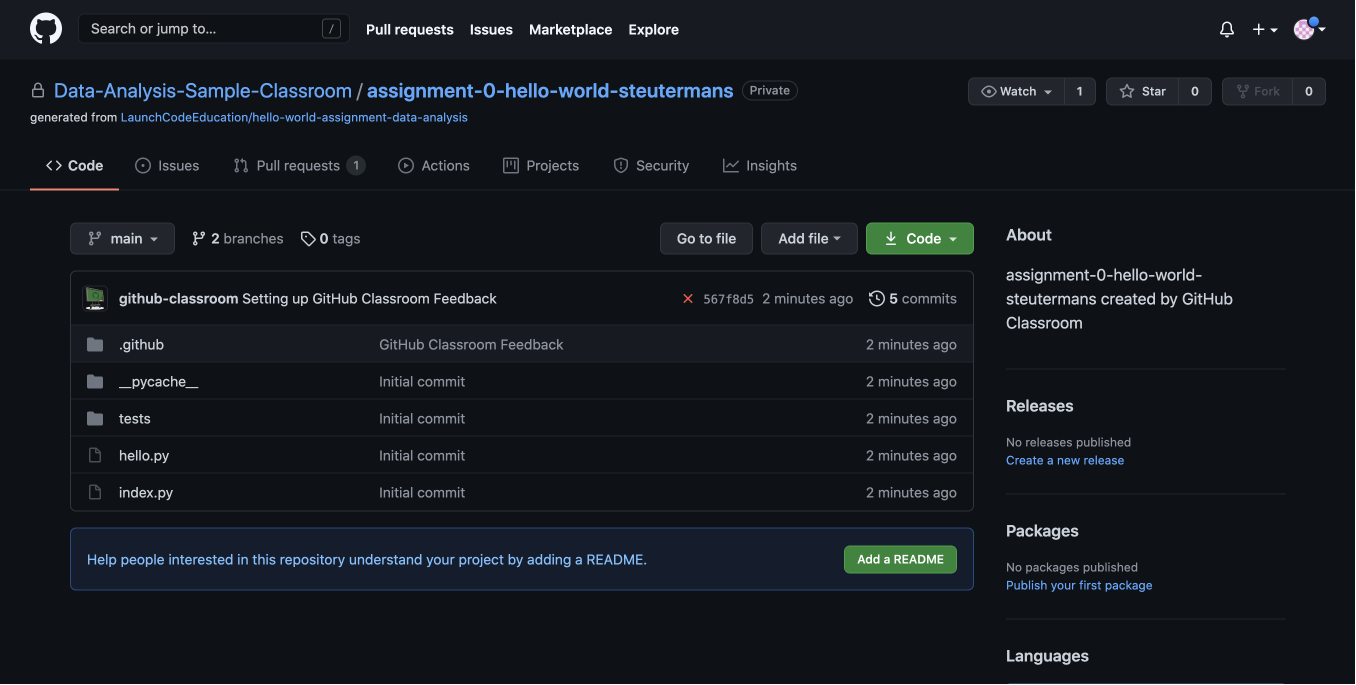 Search or jump to... /
Pull requests Issues Marketplace Explore
Data-Analysis-Sample-Classroom / assignment-0-hello-world-steutermans Private
Watch 1 Star 0 Fork 0
generated from LaunchCodeEducation/hello-world-assignment-data-analysis
<> Code Issues Pull requests 1 Actions Projects Security Insights
main 2 branches 0 tags Go to file Add file Code
github-classroom Setting up GitHub Classroom Feedback 567f8d5 2 minutes ago 5 commits
.github GitHub Classroom Feedback 2 minutes ago
__pycache__ Initial commit 2 minutes ago
tests Initial commit 2 minutes ago
hello.py Initial commit 2 minutes ago
index.py Initial commit 2 minutes ago
Help people interested in this repository understand your project by adding a README. Add a README
About
assignment-0-hello-world-
steutermans created by GitHub
Classroom
Releases
No releases published
Create a new release
Packages
No packages published
Publish your first package
Languages